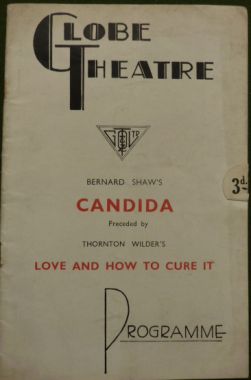 GLOBE
THEATRE
BERNARD SHAW'S
CANDIDA
Preceded by
THORNTON WILDER'S
LOVE AND HOW TO CURE IT
3d.
PROGRAMME